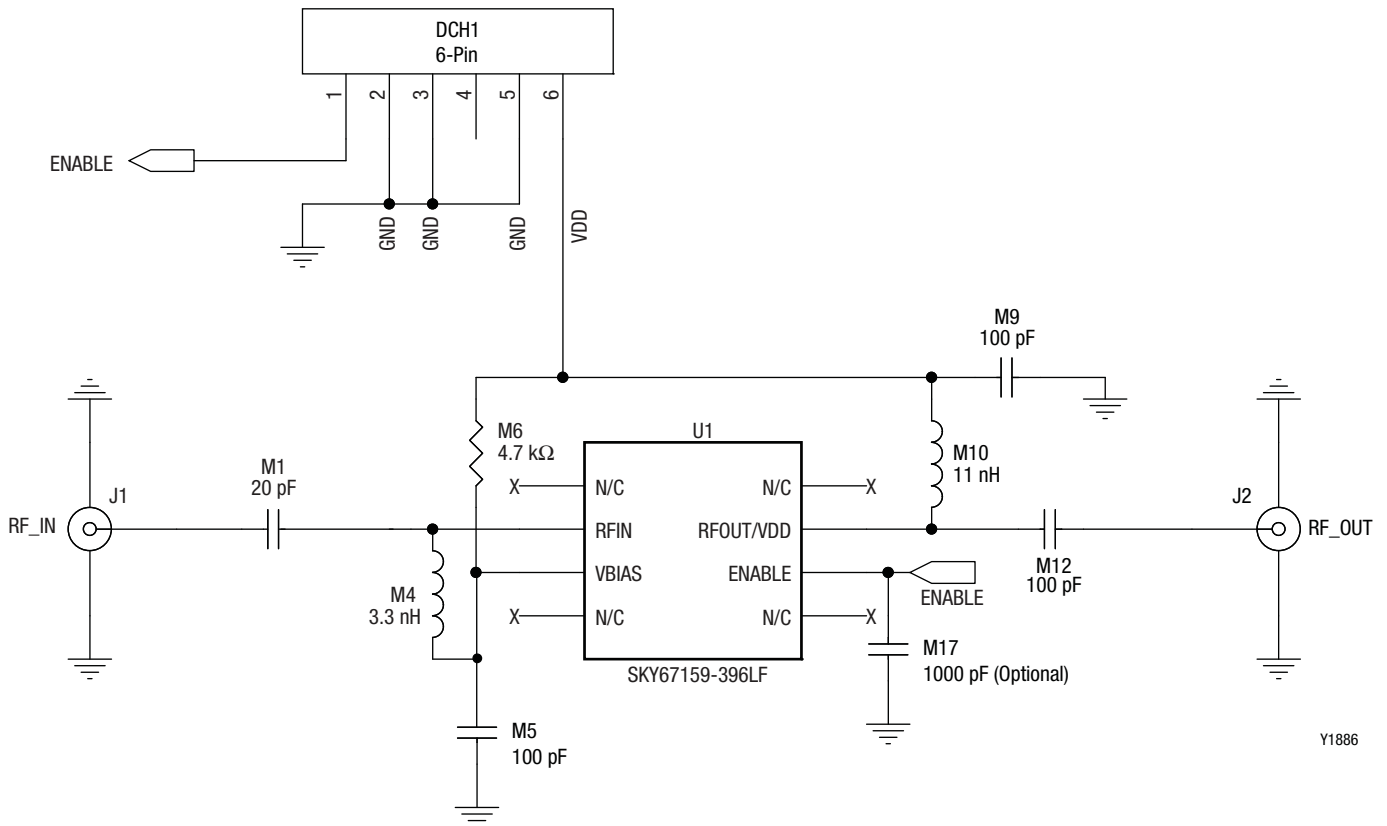 DCH1
6-Pin
1
2
3
4
5
6
ENABLE
GND
GND
GND
VDD
M9
100 pF
M6
4.7 kΩ
U1
M10
11 nH
M1
20 pF
J1
J2
X
N/C
N/C
X
RF_IN
RFIN
RFOUT/VDD
RF_OUT
M12
100 pF
VBIAS
ENABLE
ENABLE
M4
3.3 nH
X
N/C
N/C
X
SKY67159-396LF
M17
1000 pF (Optional)
M5
100 pF
Y1886